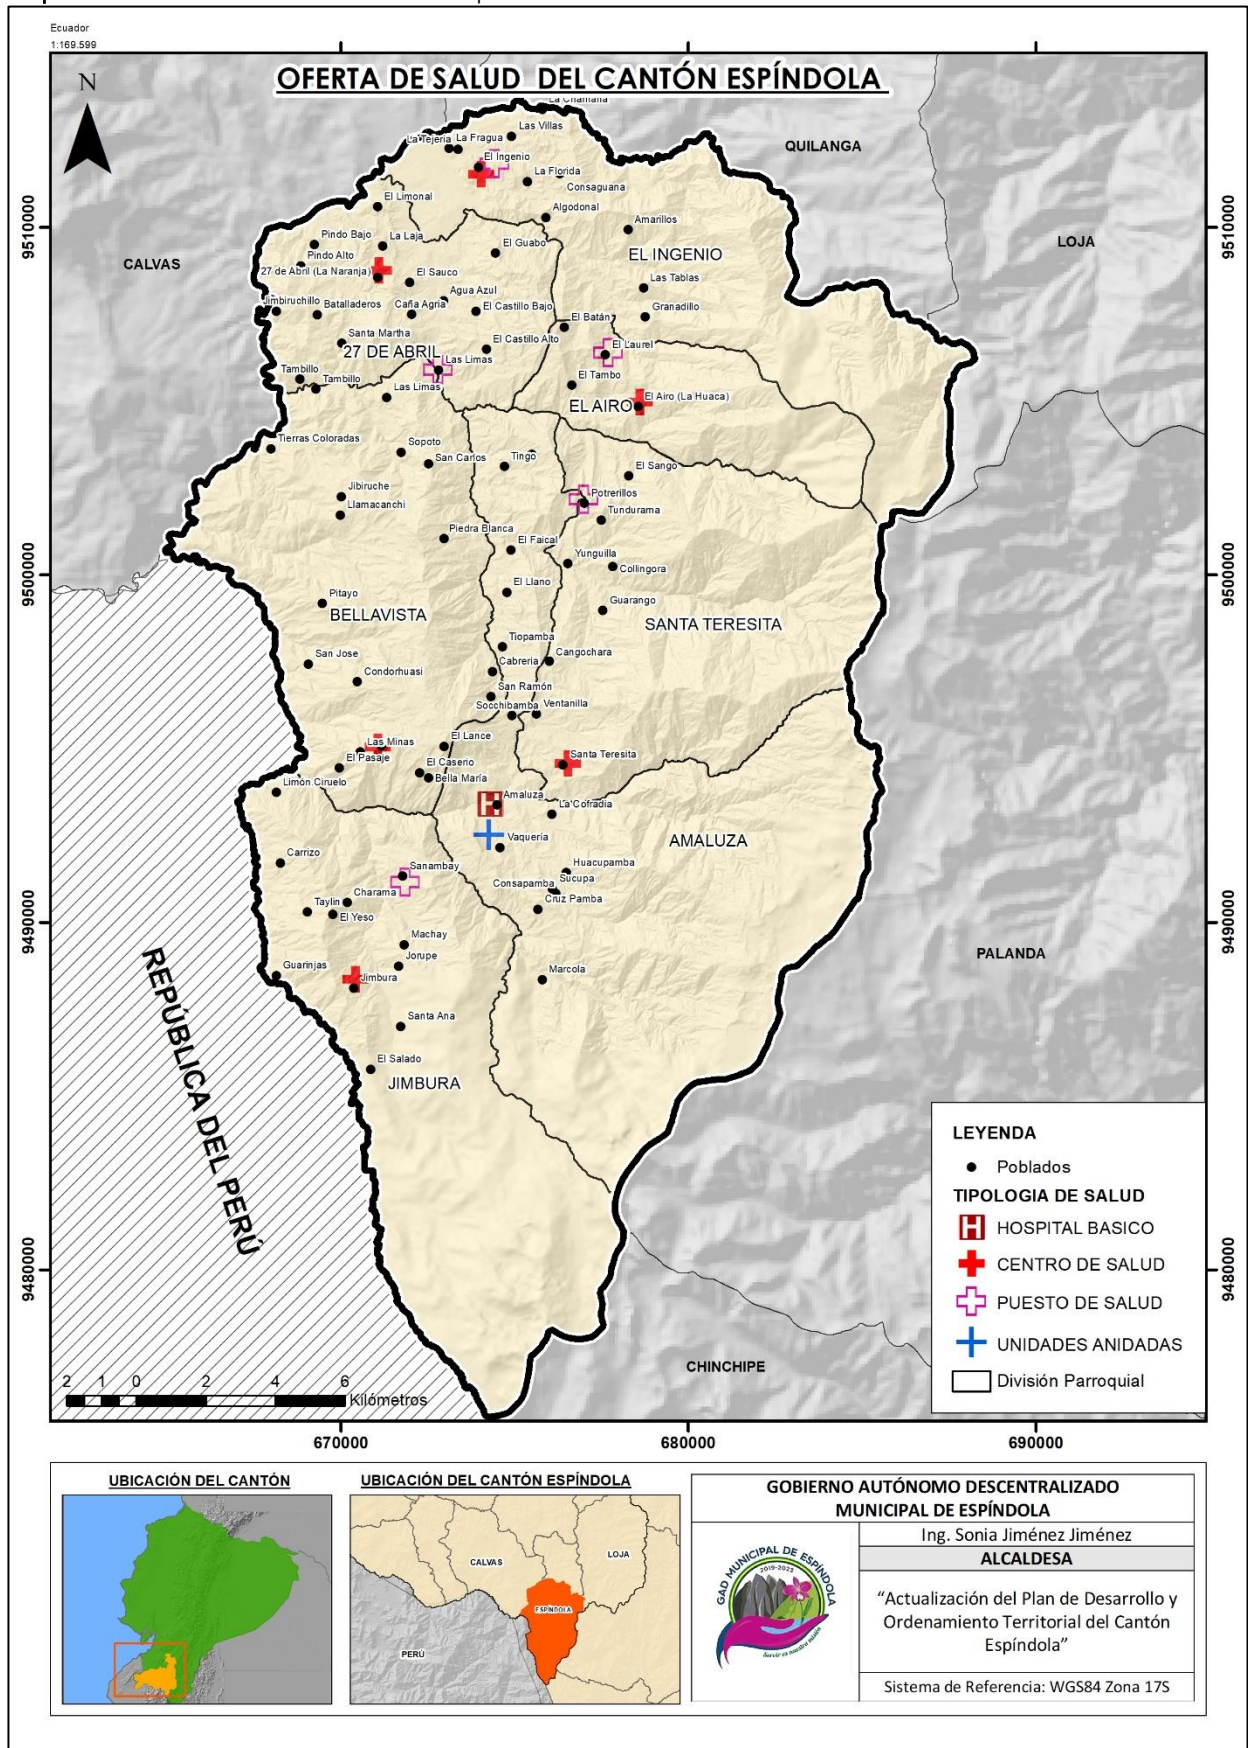 Ecuador
1:169.599
OFERTA DE SALUD DEL CANTÓN ESPÍNDOLA
N
La Chamana
Las Villas
La Tejeria
La Fragua
El Ingenio
La Florida
Consaguana
El Limonal
Algodonal
Amarillos
Pindo Bajo
La Laja
El Guabo
Pindo Alto
27 de Abril (La Naranja)
El Sauco
Las Tablas
Agua Azul
Jimbiruchillo
Batalladeros
Caña Agria
El Castillo Bajo
Granadillo
El Batán
Santa Martha
El Castillo Alto
El Laurel
27 DE ABRIL
Las Limas
Tambillo
Tambillo
Las Limas
El Tambo
EL AIRO
El Airo (La Huaca)
EL INGENIO
QUILANGA
LOJA
CALVAS
Tierras Coloradas
Sopoto
San Carlos
Tingo
El Sango
Jibiruche
Llamacanchi
Potrerillos
Tundurama
Piedra Blanca
El Faical
Yunguilla
Collingora
El Llano
Pitayo
Guarango
BELLAVISTA
SANTA TERESITA
Tiopamba
San Jose
Cabreria
Cangochara
Condorhuasi
San Ramón
Socchibamba
Ventanilla
Las Minas
El Lance
Santa Teresita
El Pasaje
El Caserio
Bella María
Limón Ciruelo
Amaluza
La Cofradia
Vaquería
AMALUZA
Carrizo
Sanambay
Huacupamba
Consapamba
Sucupa
Charama
Taylin
El Yeso
Cruz Pamba
Machay
Jorupe
Guarinjas
Jimbura
Marcola
Santa Ana
El Salado
JIMBURA
PALANDA
CHINCHIPE
REPÚBLICA DEL PERÚ
9510000
9500000
9490000
9480000
9510000
9500000
9490000
9480000
LEYENDA
Poblados
TIPOLOGIA DE SALUD
H HOSPITAL BASICO
CENTRO DE SALUD
PUESTO DE SALUD
UNIDADES ANIDADAS
División Parroquial
2 1 0 2 4 6
Kilómetros
670000 680000 690000
UBICACIÓN DEL CANTÓN
UBICACIÓN DEL CANTÓN ESPÍNDOLA
CALVAS
LOJA
ESPÍNDOLA
PERÚ
GOBIERNO AUTÓNOMO DESCENTRALIZADO
MUNICIPAL DE ESPÍNDOLA
GAD MUNICIPAL DE ESPÍNDOLA
2019-2023
Servir es nuestra misión
Ing. Sonia Jiménez Jiménez
ALCALDESA
“Actualización del Plan de Desarrollo y
Ordenamiento Territorial del Cantón
Espíndola”
Sistema de Referencia: WGS84 Zona 17S